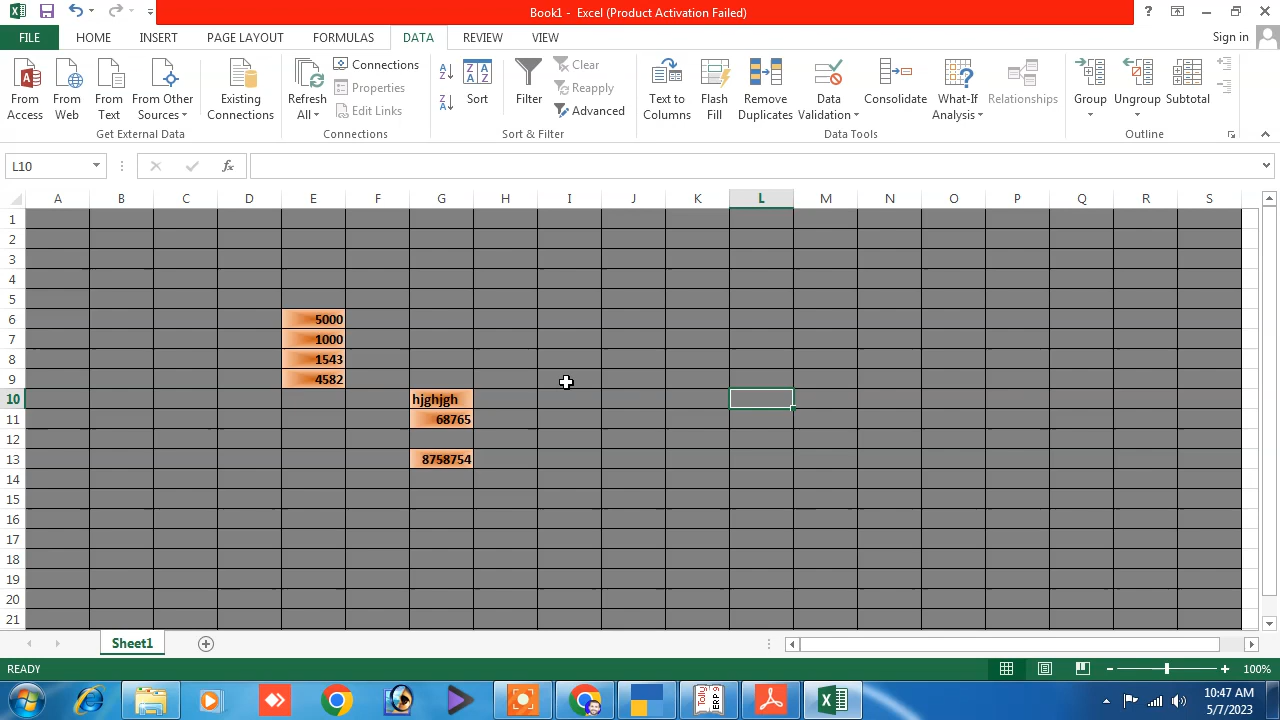 Book1 -  Excel (Product Activation Failed)
?
FILE HOME INSERT PAGE LAYOUT FORMULAS DATA REVIEW VIEW Sign in
From Access
From Web
From Text
From Other Sources
Existing Connections
Get External Data
Refresh All
Connections
Properties
Edit Links
Connections
Sort
Filter
Clear
Reapply
Advanced
Sort & Filter
Text to Columns
Flash Fill
Remove Duplicates
Data Validation
Consolidate
What-If Analysis
Relationships
Data Tools
Group
Ungroup
Subtotal
Outline
L10 fx
A B C D E F G H I J K L M N O P Q R S
1
2
3
4
5
6 5000
7 1000
8 1543
9 4582
10 hjghjgh
11 68765
12
13 8758754
14
15
16
17
18
19
20
21
Sheet1
READY 100%
10:47 AM
5/7/2023